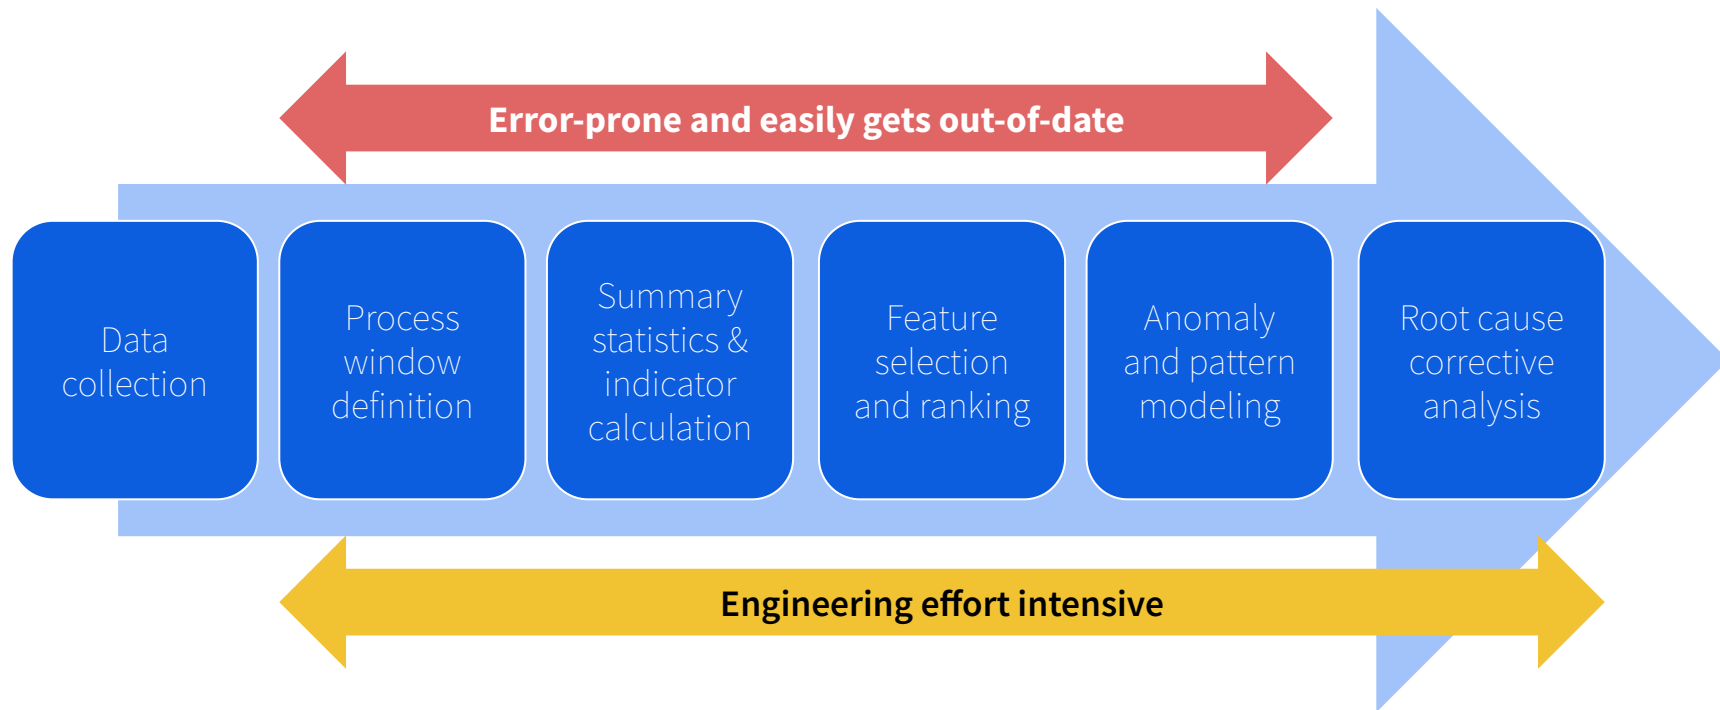 Error-prone and easily gets out-of-date
Data
collection
Process
window
definition
Summary
statistics &
indicator
calculation
Feature
selection
and ranking
Anomaly
and pattern
modeling
Root cause
corrective
analysis
Engineering effort intensive